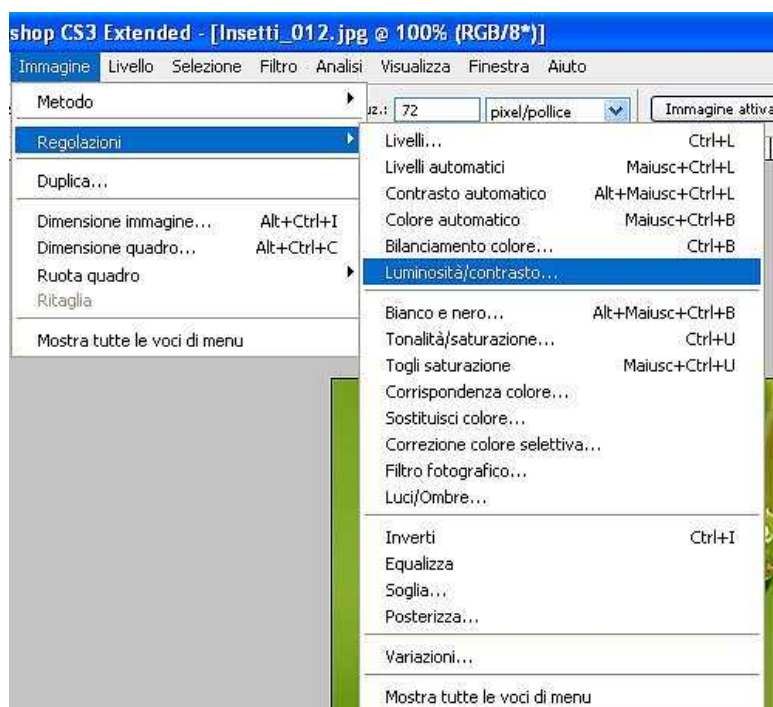 shop CS3 Extended - [Insetti_012.jpg @ 100% (RGB/8*)]
Immagine Livello Selezione Filtro Analisi Visualizza Finestra Aiuto
72 pixel/pollice Immagine attiva
Metodo
Regolazioni
Duplica...
Dimensione immagine... Alt+Ctrl+I
Dimensione quadro... Alt+Ctrl+C
Ruota quadro
Ritaglia
Mostra tutte le voci di menu
Livelli... Ctrl+L
Livelli automatici Maiusc+Ctrl+L
Contrasto automatico Alt+Maiusc+Ctrl+L
Colore automatico Maiusc+Ctrl+B
Bilanciamento colore... Ctrl+B
Luminosità/contrasto...
Bianco e nero... Alt+Maiusc+Ctrl+B
Tonalità/saturazione... Ctrl+U
Togli saturazione Maiusc+Ctrl+U
Corrispondenza colore...
Sostituisci colore...
Correzione colore selettiva...
Filtro fotografico...
Luci/Ombre...
Inverti Ctrl+I
Equalizza
Soglia...
Posterizza...
Variazioni...
Mostra tutte le voci di menu